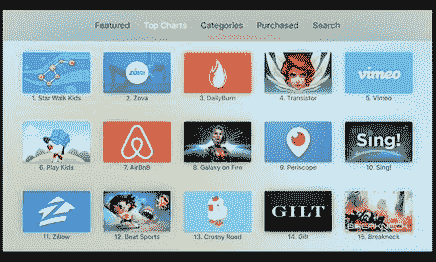 Featured Top Charts Categories Purchased Search
ZOVA
vimeo
1. Star Walk Kids 2. Zova 3. DailyBurn 4. Transistor 5. Vimeo
Sing!
6. Play Kids 7. AirBnB 8. Galaxy on Fire 9. Periscope 10. Sing!
GILT
BREAKNECK
11. Zillow 12. Beat Sports 13. Crossy Road 14. Gilt 15. Breakneck